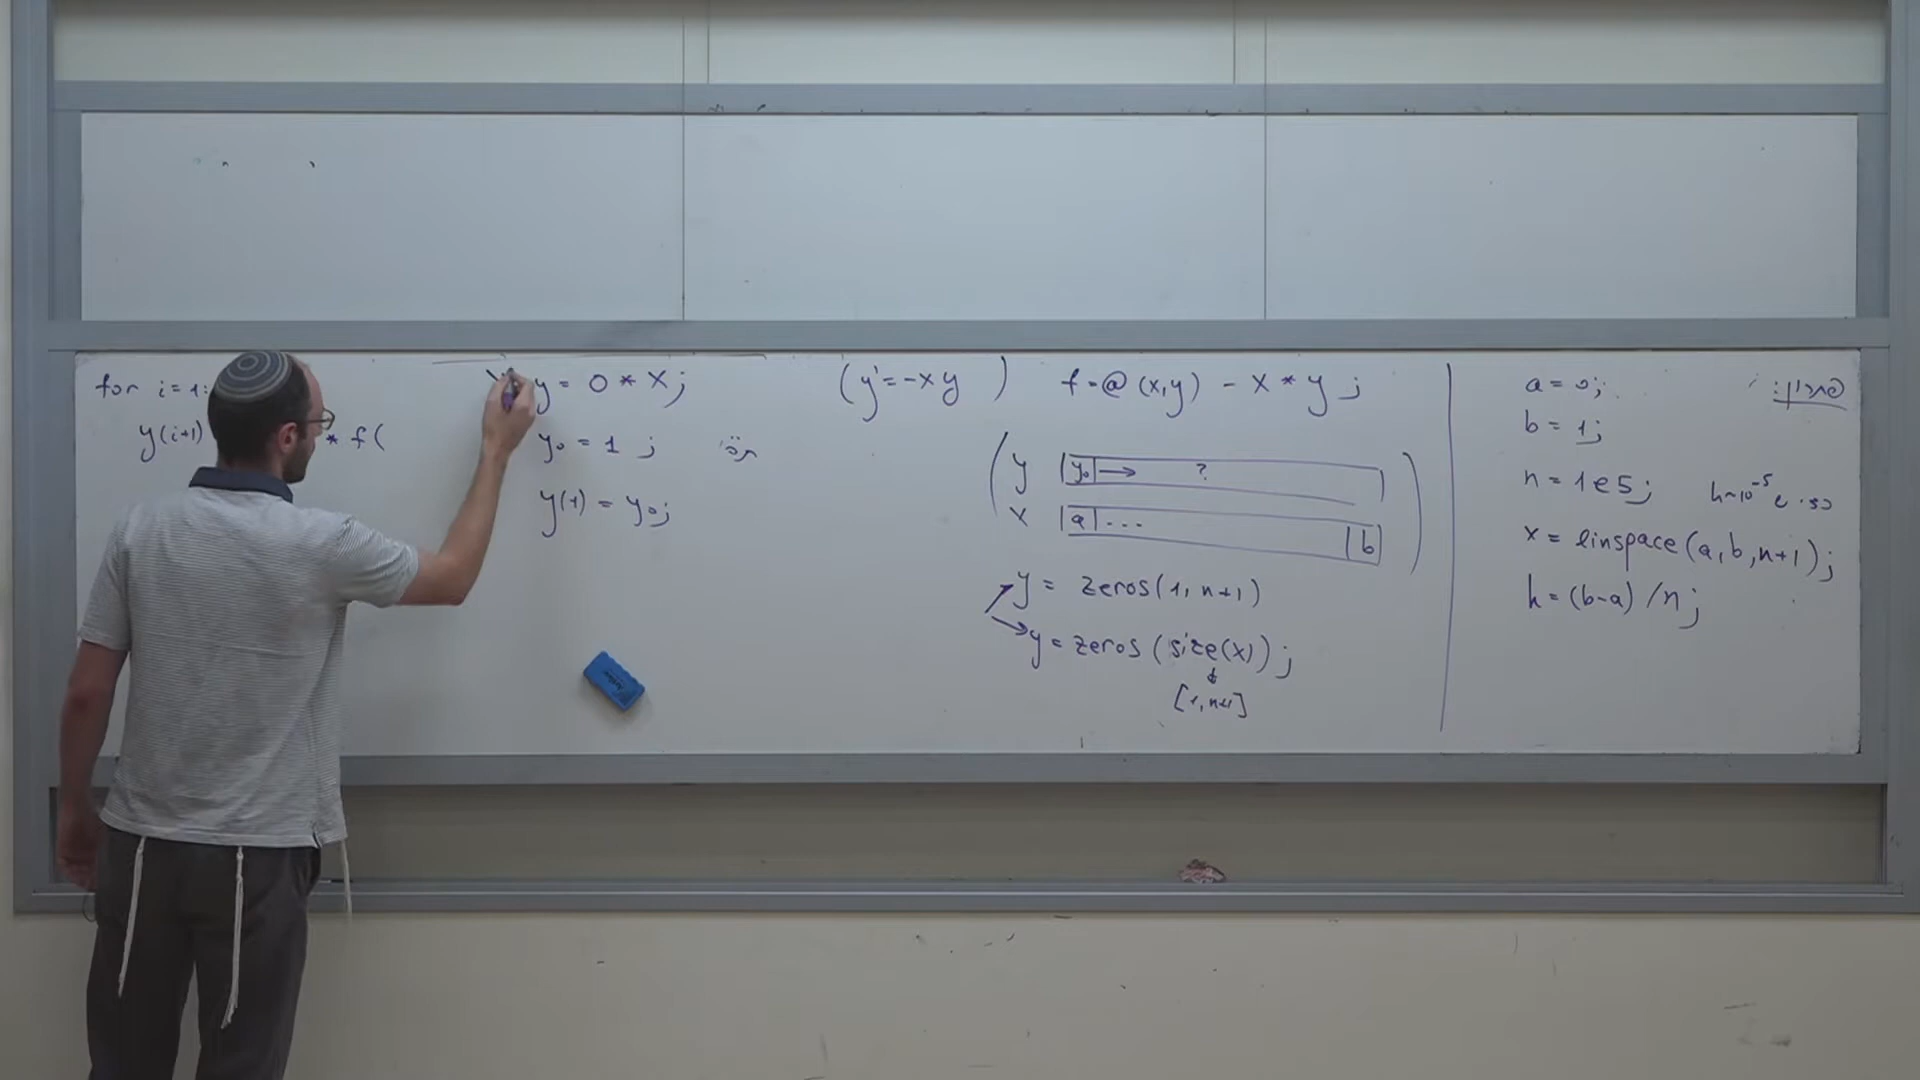 a = 0;
b = 1;
n = 1e5;
h~10^-5
x = linspace(a,b,n+1);
h = (b-a)/n;
(y'=-xy )
f=@(x,y) -x*y;
y |y₀|→ ?
x |a|... |b|
y = zeros(1, n+1)
y = zeros(size(x));
↓
[1,n+1]
y = 0 * x;
y₀ = 1 ;
y(1) = y₀;
for i=1:
y(i+1) * f(